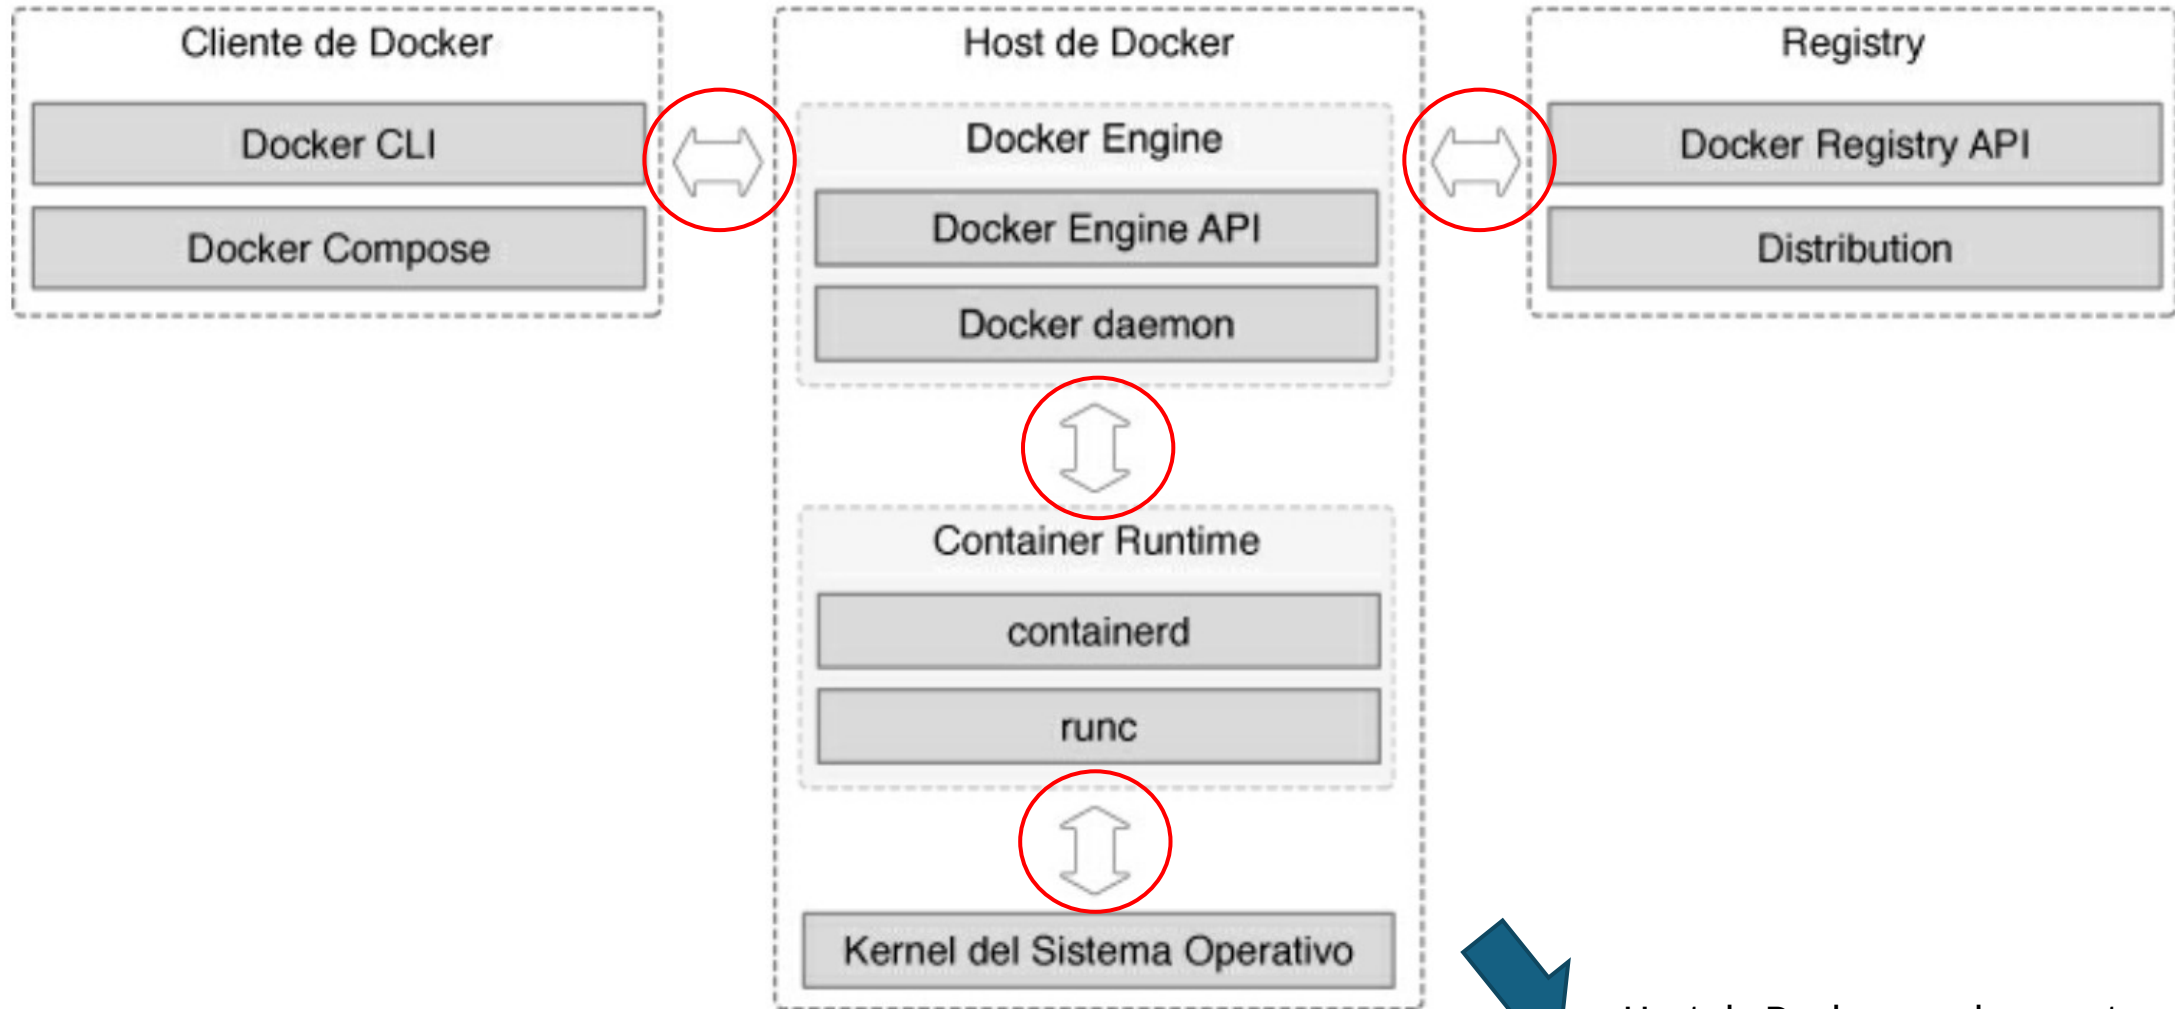 Cliente de Docker
Docker CLI
Docker Compose
Host de Docker
Docker Engine
Docker Engine API
Docker daemon
Container Runtime
containerd
runc
Kernel del Sistema Operativo
Registry
Docker Registry API
Distribution